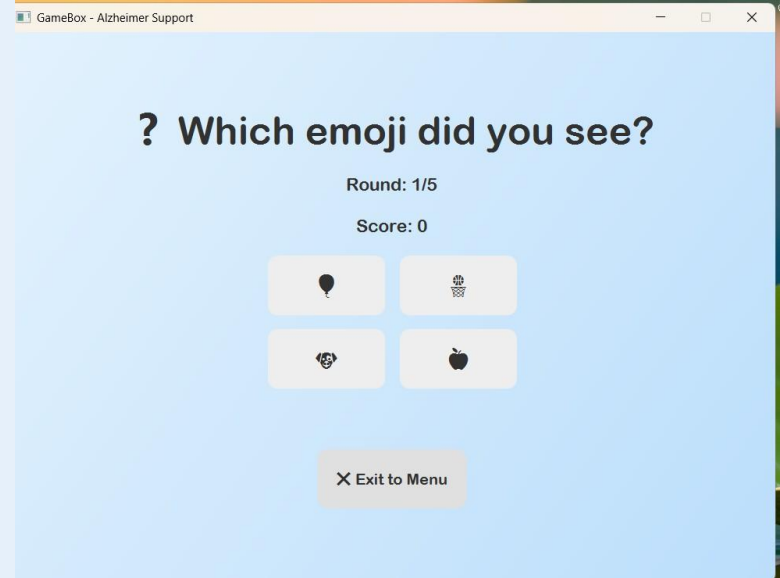 GameBox - Alzheimer Support
? Which emoji did you see?
Round: 1/5
Score: 0
✕ Exit to Menu